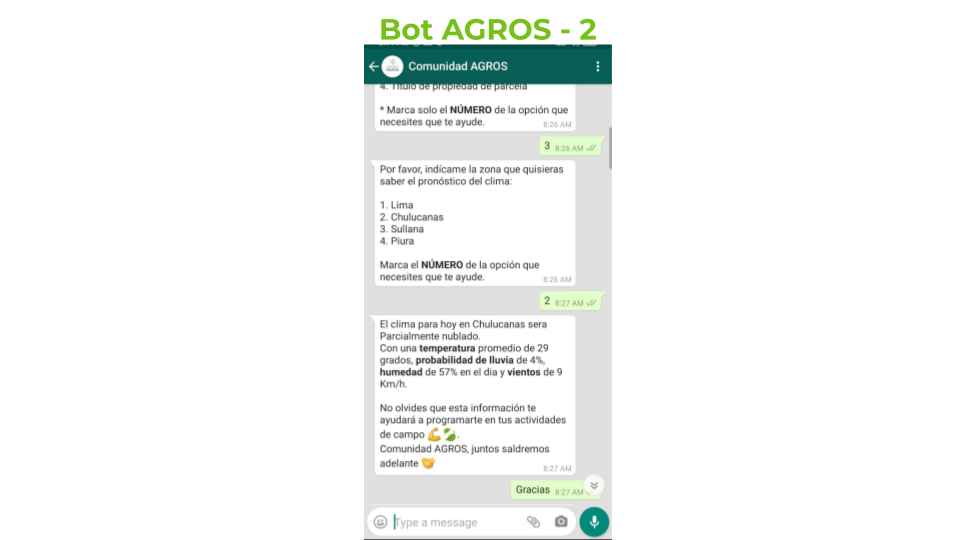 Bot AGROS - 2
Comunidad AGROS
4. Título de propiedad de parcela
* Marca solo el NÚMERO de la opción que
necesites que te ayude.
8:26 AM
3 8:26 AM
Por favor, indícame la zona que quisieras
saber el pronóstico del clima:
1. Lima
2. Chulucanas
3. Sullana
4. Piura
Marca el NÚMERO de la opción que
necesites que te ayude.
8:26 AM
2 8:27 AM
El clima para hoy en Chulucanas sera
Parcialmente nublado.
Con una temperatura promedio de 29
grados, probabilidad de lluvia de 4%,
humedad de 57% en el dia y vientos de 9
Km/h.
No olvides que esta información te
ayudará a programarte en tus actividades
de campo 💪🍃.
Comunidad AGROS, juntos saldremos
adelante 🤝
8:27 AM
Gracias 8:27 AM
Type a message